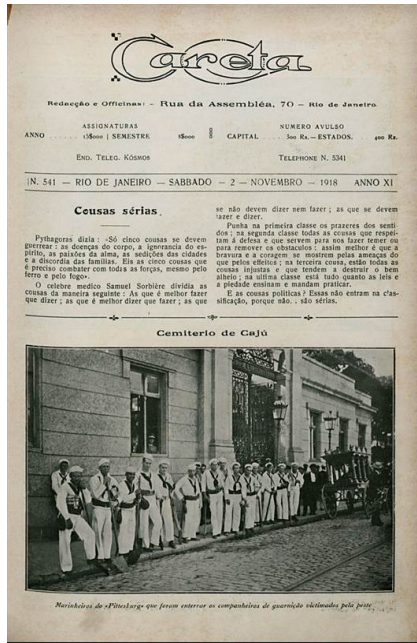 Careta
Redacção e Officinas: - Rua da Assembléa, 70 - Rio de Janeiro
ASSIGNATURAS
ANNO ..... 15$000 | SEMESTRE 8$000
NUMERO AVULSO
CAPITAL .... 300 Rs. — ESTADOS. .... 400 Rs.
END. TELEG. KÓSMOS
TELEPHONE N. 5341
N. 541 — RIO DE JANEIRO — SABBADO — 2 — NOVEMBRO — 1918 ANNO XI
Cousas sérias.
Pythagoras dizia: «Só cinco cousas se devem
guerrear: as doenças do corpo, a ignorancia do es-
pirito, as paixões da alma, as sedições das cidades
e a discordia das familias. Eis as cinco cousas que
é preciso combater com todas as forças, mesmo pelo
ferro e pelo fogo».
O celebre medico Samuel Sorbière dividia as
cousas da maneira seguinte: As que é melhor fazer
que dizer; as que é melhor dizer que fazer; as que
se não devem dizer nem fazer; as que se devem
fazer e dizer.
Punha na primeira classe os prazeres dos senti-
dos; na segunda classe todas as cousas que respei-
tam á defesa e que servem para nos fazer temer ou
para remover os obstaculos: assim melhor é que a
bravura e a coragem se mostrem pelas ameaças do
que pelos effeitos; na terceira cousa, estão todas as
cousas injustas e que tendem a destruir o bem
alheio; na ultima classe está tudo quanto as leis e
a piedade ensinam e mandam praticar.
E as cousas politicas? Essas não entram na clas-
sificação, porque não.. são sérias.
Cemiterio do Cajú
Marinheiros do «Pittsburg» que foram enterrar os companheiros de guarnição victimados pela peste